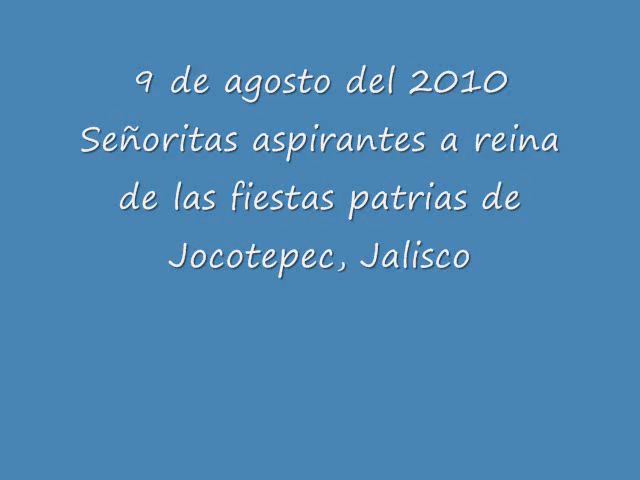 9 de agosto del 2010
Señoritas aspirantes a reina
de las fiestas patrias de
Jocotepec, Jalisco